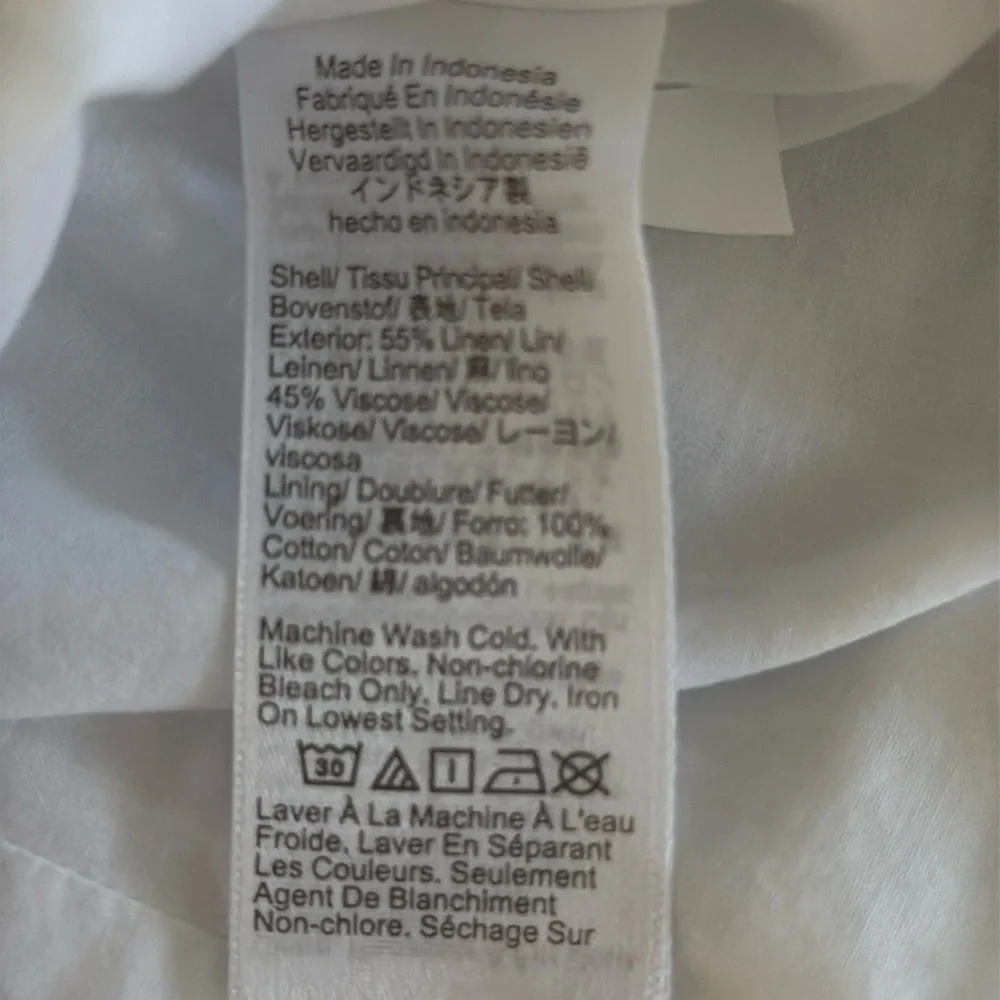 Made In Indonesia
Fabriqué En Indonésie
Hergestellt In Indonesien
Vervaardigd In Indonesië
インドネシア製
hecho en indonesia
Shell/ Tissu Principal/ Shell/
Bovenstof/ 表地/ Tela
Exterior: 55% Linen/ Lin/
Leinen/ Linnen/ 麻/ lino
45% Viscose/ Viscose/
Viskose/ Viscose/ レーヨン/
viscosa
Lining/ Doublure/ Futter/
Voering/ 裏地/ Forro: 100%
Cotton/ Coton/ Baumwolle/
Katoen/ 綿/ algodón
Machine Wash Cold. With
Like Colors. Non-chlorine
Bleach Only. Line Dry. Iron
On Lowest Setting.
30
Laver À La Machine À L'eau
Froide. Laver En Séparant
Les Couleurs. Seulement
Agent De Blanchiment
Non-chlore. Séchage Sur